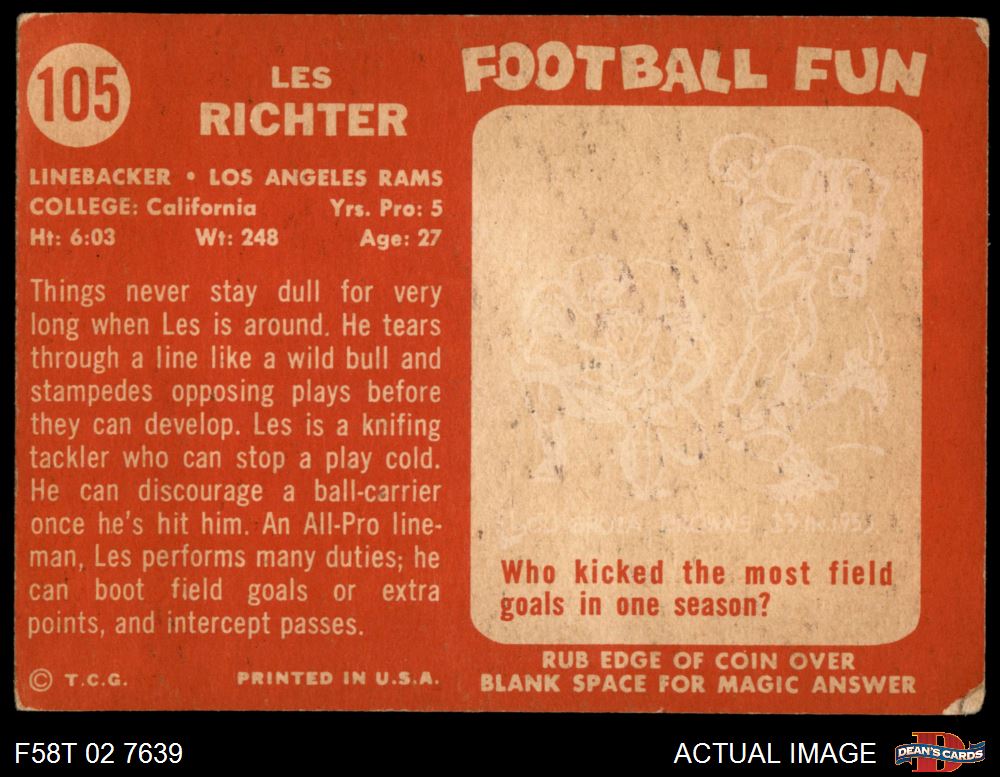 105
LES
RICHTER
LINEBACKER • LOS ANGELES RAMS
COLLEGE: California Yrs. Pro: 5
Ht: 6:03 Wt: 248 Age: 27
Things never stay dull for very
long when Les is around. He tears
through a line like a wild bull and
stampedes opposing plays before
they can develop. Les is a knifing
tackler who can stop a play cold.
He can discourage a ball-carrier
once he's hit him. An All-Pro line-
man, Les performs many duties; he
can boot field goals or extra
points, and intercept passes.
© T.C.G. PRINTED IN U.S.A.
FOOTBALL FUN
Who kicked the most field
goals in one season?
RUB EDGE OF COIN OVER
BLANK SPACE FOR MAGIC ANSWER
F58T 02 7639
ACTUAL IMAGE
D
DEAN'S CARDS